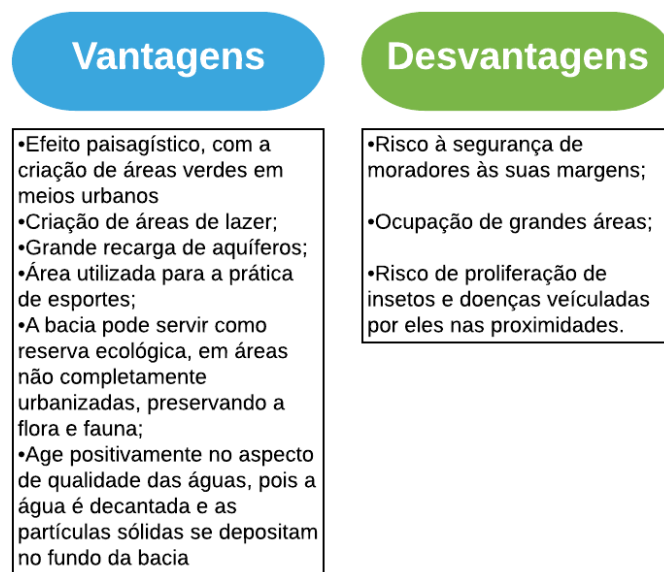 Vantagens
•Efeito paisagístico, com a
criação de áreas verdes em
meios urbanos
•Criação de áreas de lazer;
•Grande recarga de aquíferos;
•Área utilizada para a prática
de esportes;
•A bacia pode servir como
reserva ecológica, em áreas
não completamente
urbanizadas, preservando a
flora e fauna;
•Age positivamente no aspecto
de qualidade das águas, pois a
água é decantada e as
partículas sólidas se depositam
no fundo da bacia
Desvantagens
•Risco à segurança de
moradores às suas margens;
•Ocupação de grandes áreas;
•Risco de proliferação de
insetos e doenças veículadas
por eles nas proximidades.